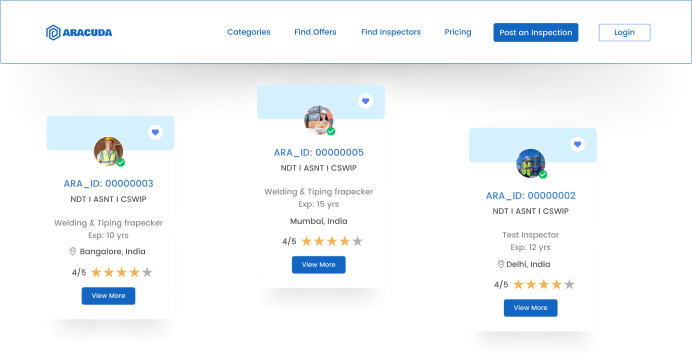 ARACUDA
Categories
Find Offers
Find Inspectors
Pricing
Post an Inspection
Login
ARA_ID: 00000003
NDT I ASNT I CSWIP
Welding & Tiping frapecker
Exp: 10 yrs
Bangalore, India
4/5
View More
ARA_ID: 00000005
NDT I ASNT I CSWIP
Welding & Tiping frapecker
Exp: 15 yrs
Mumbai, India
4/5
View More
ARA_ID: 00000002
NDT I ASNT I CSWIP
Test Inspector
Exp: 12 yrs
Delhi, India
4/5
View More